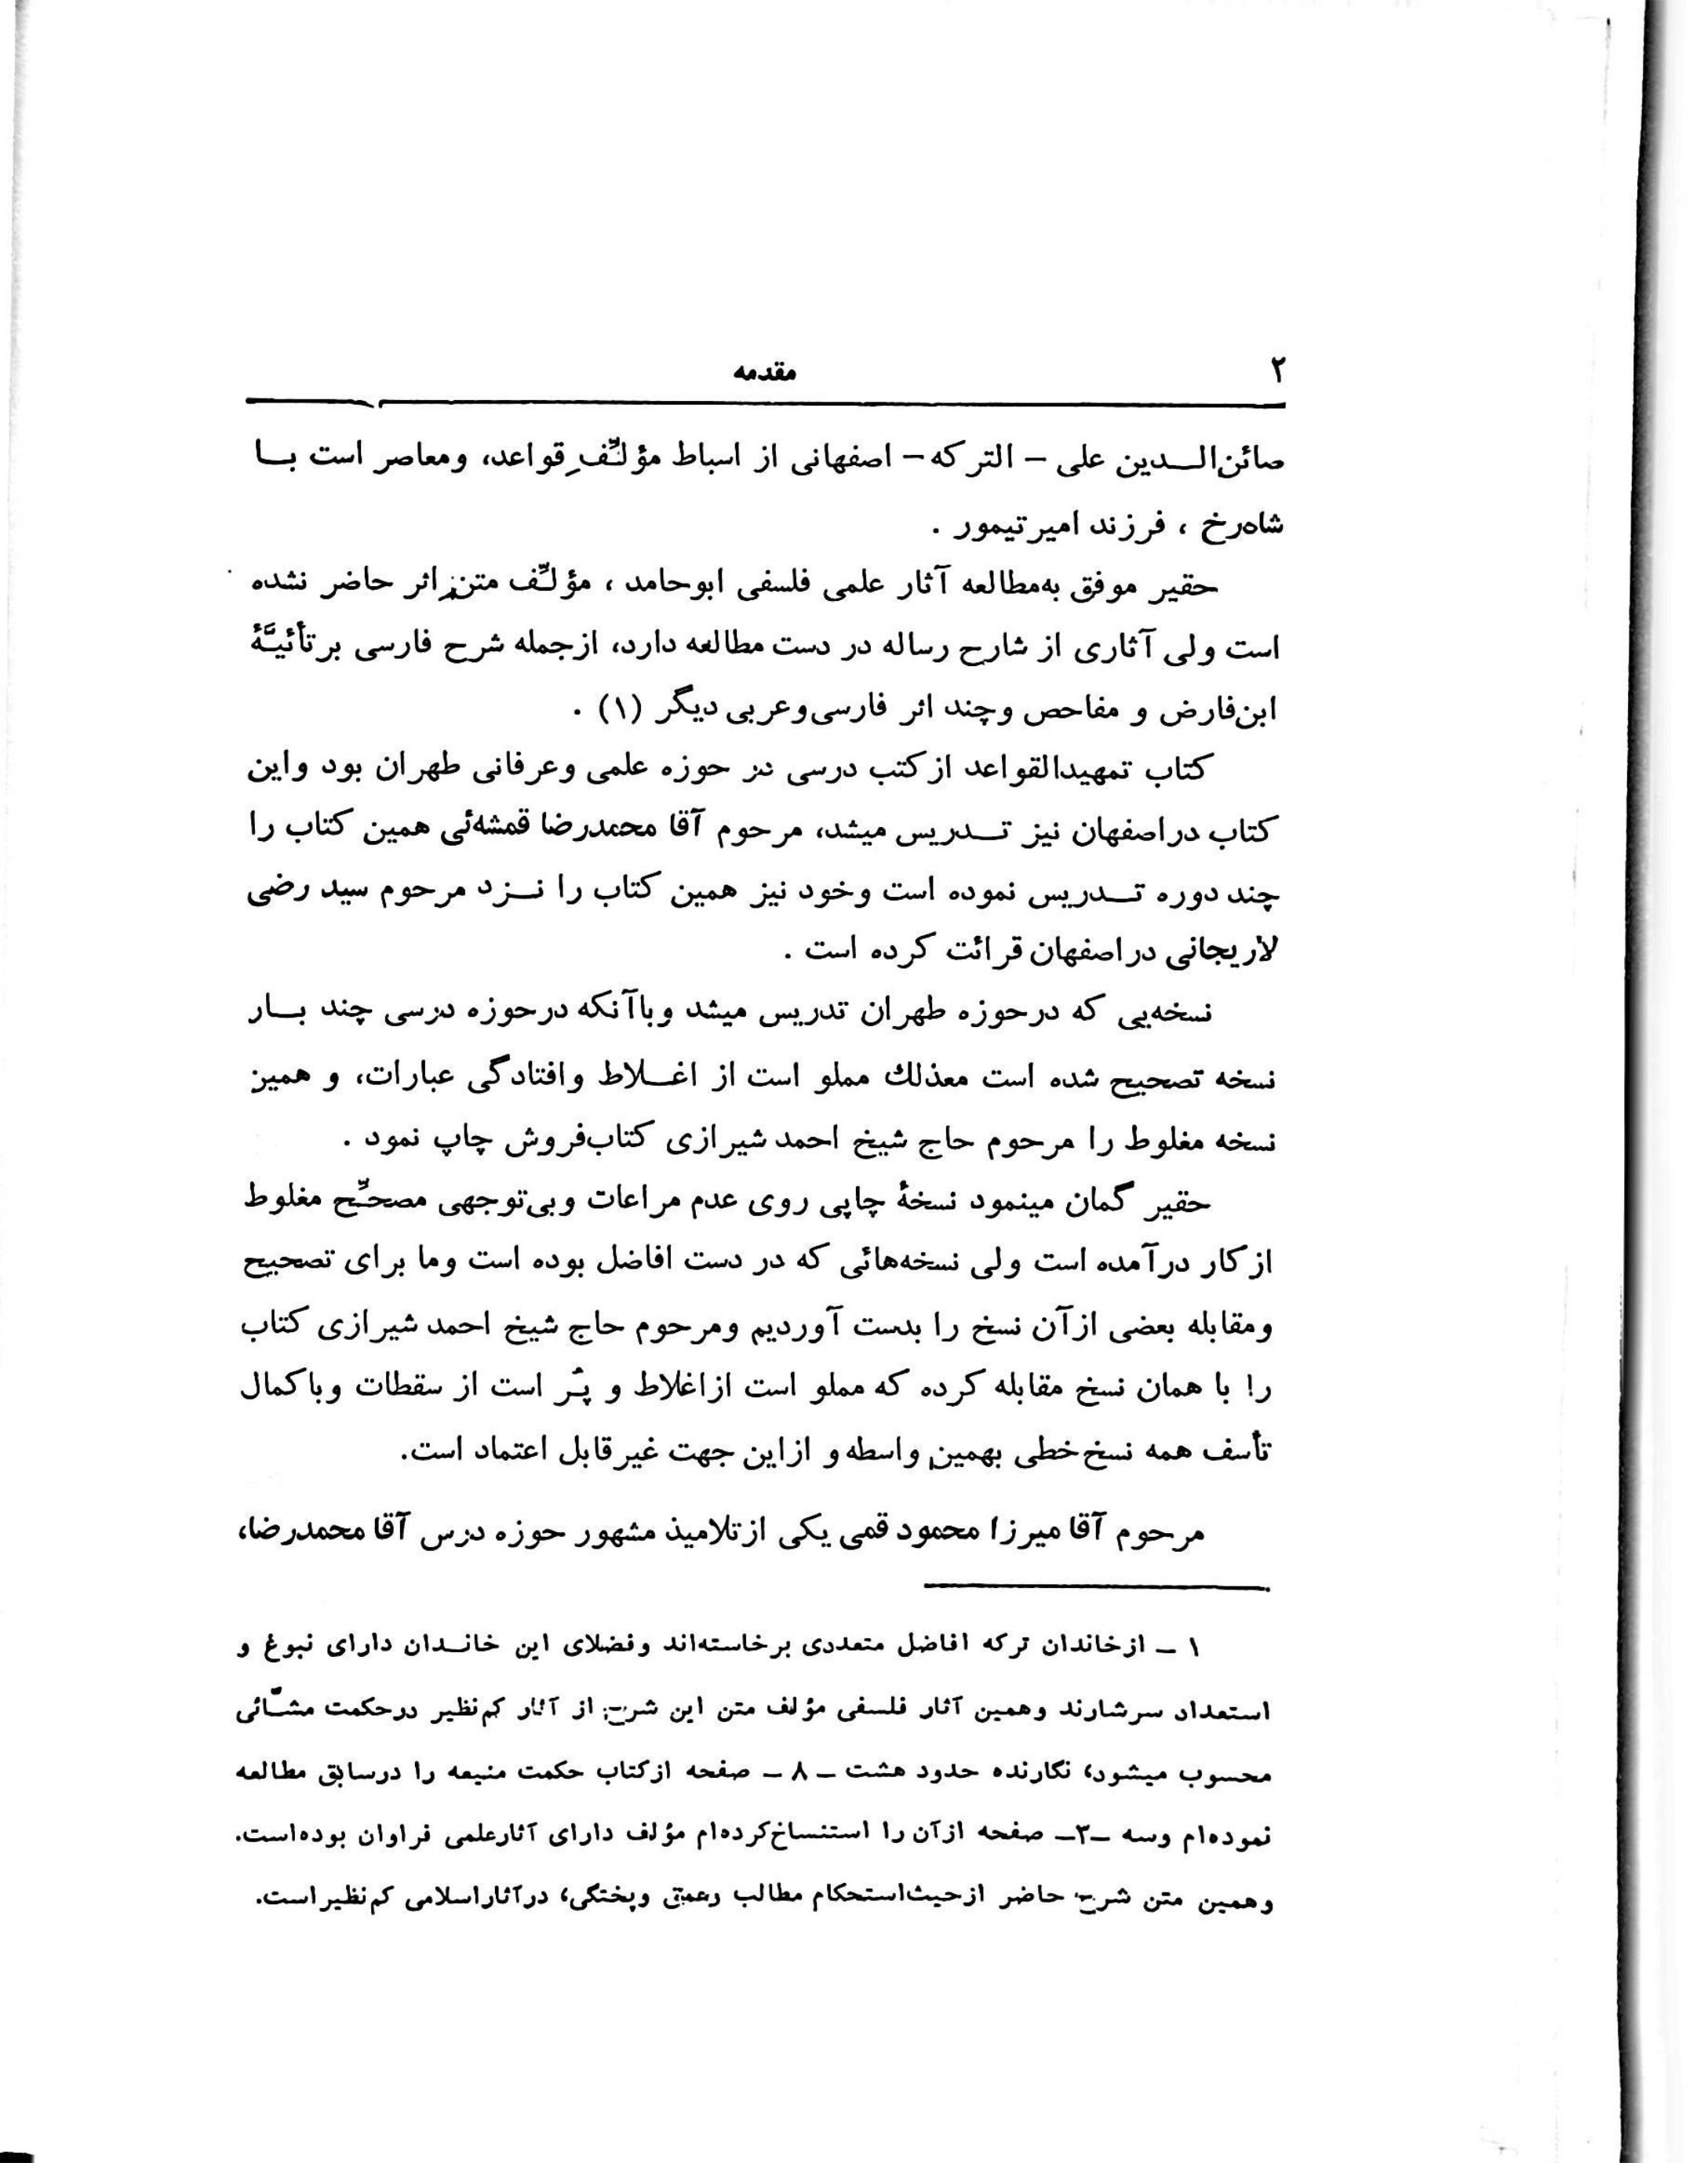 ۲
مقدمه
صائن‌الدین علی – الترکه – اصفهانی از اسباط مؤلِّفِ قواعد، ومعاصر است با
شاه‌رخ ، فرزند امیرتیمور .
حقیر موفق به‌مطالعه آثار علمی فلسفی ابوحامد ، مؤلِّف متن اثر حاضر نشده
است ولی آثاری از شارح رساله در دست مطالعه دارد، ازجمله شرح فارسی برتأئیَّهٔ
ابن‌فارض و مفاحص وچند اثر فارسی‌وعربی دیگر (۱) .
کتاب تمهیدالقواعد ازکتب درسی در حوزه علمی وعرفانی طهران بود واین
کتاب دراصفهان نیز تدریس میشد، مرحوم آقا محمدرضا قمشه‌ئی همین کتاب را
چند دوره تدریس نموده است وخود نیز همین کتاب را نزد مرحوم سید رضی
لاریجانی دراصفهان قرائت کرده است .
نسخه‌یی که درحوزه طهران تدریس میشد وباآنکه درحوزه درسی چند بار
نسخه تصحیح شده است معذلك مملو است از اغلاط وافتادگی عبارات، و همین
نسخه مغلوط را مرحوم حاج شیخ احمد شیرازی کتاب‌فروش چاپ نمود .
حقیر گمان مینمود نسخهٔ چاپی روی عدم مراعات وبی‌توجهی مصحِّح مغلوط
ازکار درآمده است ولی نسخه‌هائی که در دست افاضل بوده است وما برای تصحیح
ومقابله بعضی ازآن نسخ را بدست آوردیم ومرحوم حاج شیخ احمد شیرازی کتاب
را با همان نسخ مقابله کرده که مملو است ازاغلاط و پُر است از سقطات وباکمال
تأسف همه نسخ‌خطی بهمین واسطه و ازاین جهت غیرقابل اعتماد است.
مرحوم آقا میرزا محمود قمی یکی ازتلامیذ مشهور حوزه درس آقا محمدرضا،
۱ – ازخاندان ترکه افاضل متعددی برخاسته‌اند وفضلای این خاندان دارای نبوغ و
استعداد سرشارند وهمین آثار فلسفی مؤلف متن این شرح از آثار کم‌نظیر درحکمت مشّائی
محسوب میشود، نگارنده حدود هشت – ۸ – صفحه ازکتاب حکمت منیعه را درسابق مطالعه
نموده‌ام وسه –۳– صفحه ازآن را استنساخ‌کرده‌ام مؤلف دارای آثارعلمی فراوان بوده‌است.
وهمین متن شرح حاضر ازحیث‌استحکام مطالب وعمق وپختگی، درآثاراسلامی کم‌نظیراست.